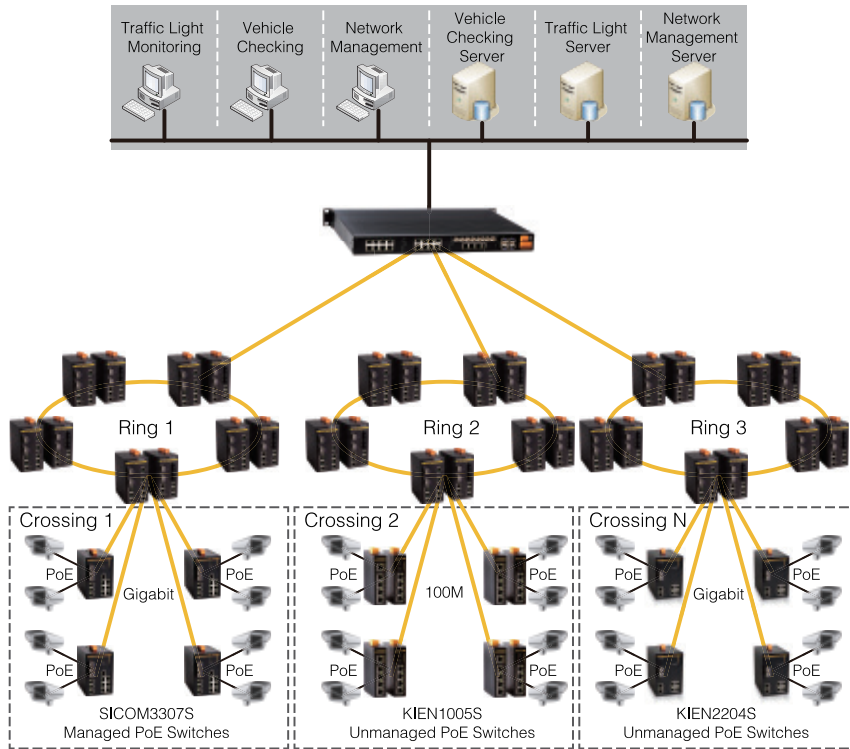 Traffic Light
Monitoring
Vehicle
Checking
Network
Management
Vehicle
Checking
Server
Traffic Light
Server
Network
Management
Server
Ring 1
Ring 2
Ring 3
Crossing 1
PoE
PoE
Gigabit
PoE
PoE
SICOM3307S
Managed PoE Switches
Crossing 2
PoE
PoE
100M
PoE
PoE
KIEN1005S
Unmanaged PoE Switches
Crossing N
PoE
PoE
Gigabit
PoE
PoE
KIEN2204S
Unmanaged PoE Switches